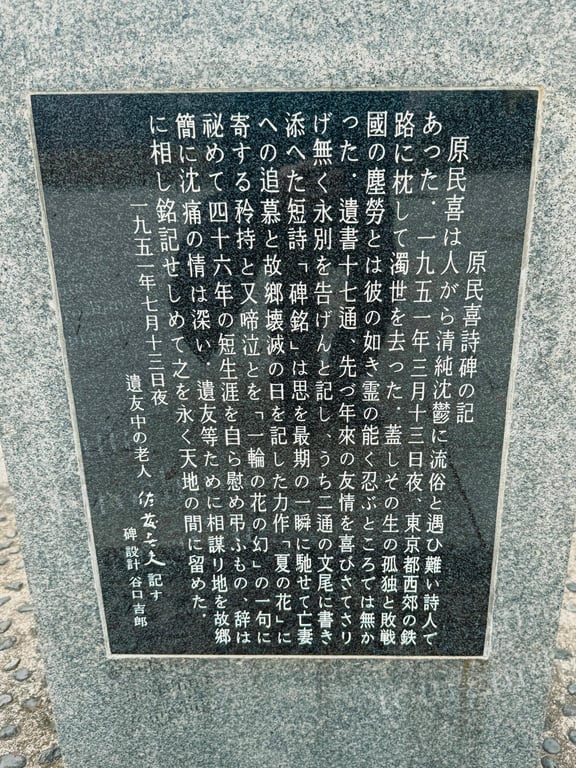 原民喜詩碑の記
原民喜は人がら清純沈鬱に流俗と遇ひ難い詩人で
あった．一九五一年三月十三日夜、東京都西郊の鉄
路に枕して濁世を去った．蓋しその生の孤独と敗戦
國の塵勞とは彼の如き霊の能く忍ぶところでは無か
った．遺書十七通、先づ年來の友情を喜びさてさり
げ無く永別を告げんと記し、うち二通の文尾に書き
添へた短詩「碑銘」は思を最期の一瞬に馳せて亡妻
への追慕と故郷壊滅の日を記した力作「夏の花」に
寄する矜持と又啼泣とを「一輪の花の幻」の一句に
祕めて四十六年の短生涯を自ら慰め弔ふもの、辞は
簡に沈痛の情は深い．遺友等ために相謀り地を故郷
に相し銘記せしめて之を永く天地の間に留めた．
一九五一年七月十三日夜
遺友中の老人 佐藤春夫 記す
碑 設計 谷口吉郎